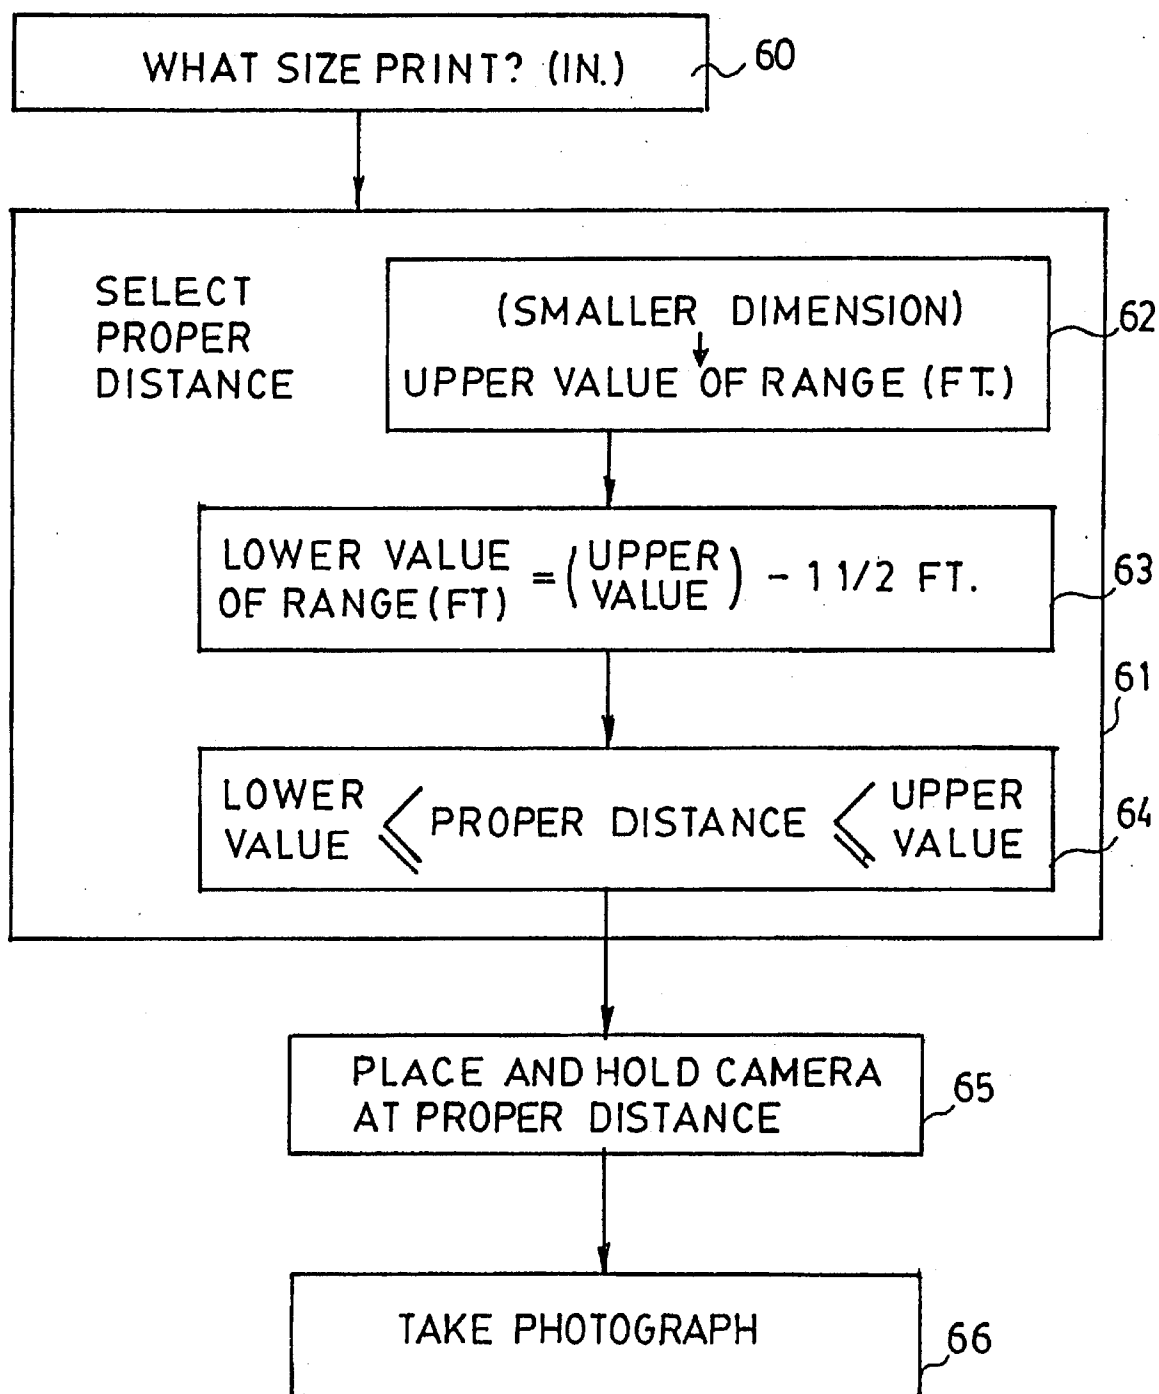 WHAT SIZE PRINT? (IN.)
60
SELECT
PROPER
DISTANCE
(SMALLER DIMENSION)
↓
UPPER VALUE OF RANGE (FT.)
62
LOWER VALUE
OF RANGE (FT)
= (UPPER
VALUE) - 1 1/2 FT.
63
61
LOWER
VALUE
≤ PROPER DISTANCE ≤
UPPER
VALUE
64
PLACE AND HOLD CAMERA
AT PROPER DISTANCE
65
TAKE PHOTOGRAPH
66